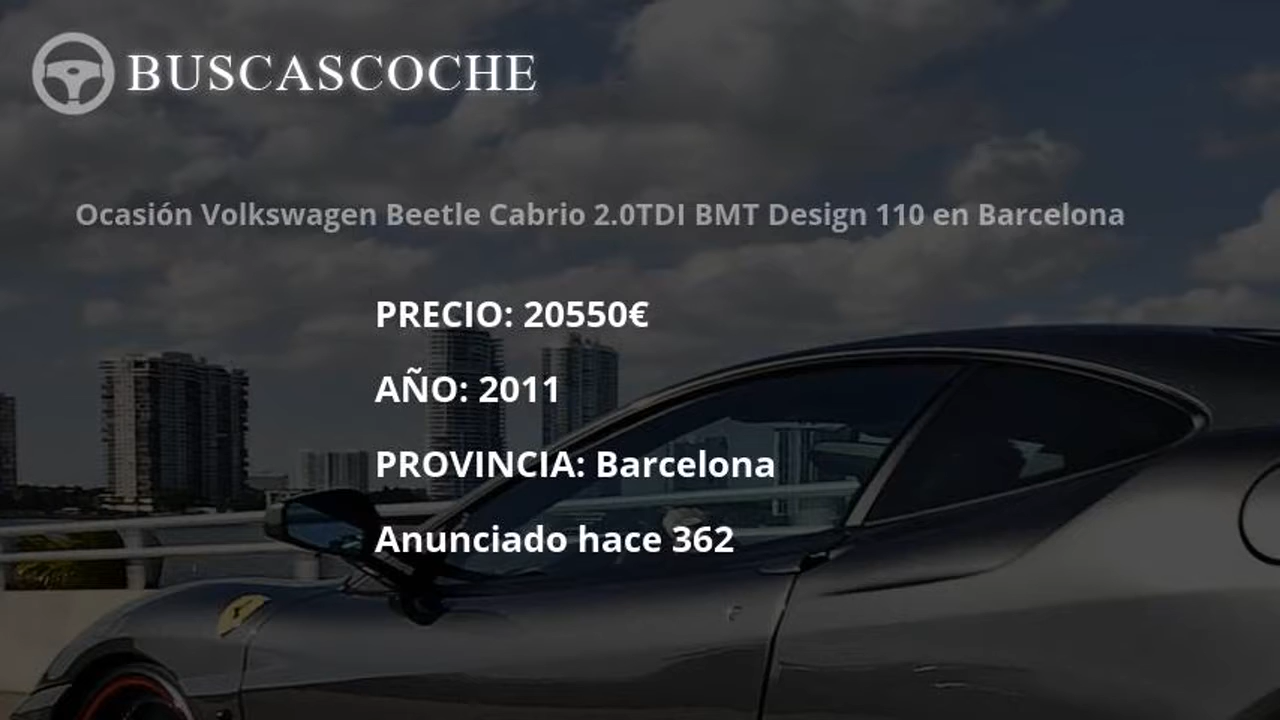 BUSCASCOCHE
Ocasión Volkswagen Beetle Cabrio 2.0TDI BMT Design 110 en Barcelona
PRECIO: 20550€
AÑO: 2011
PROVINCIA: Barcelona
Anunciado hace 362